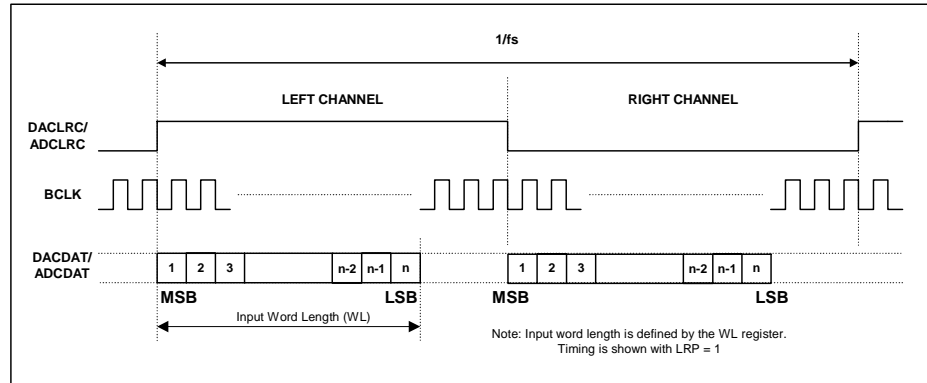 1/fs
LEFT CHANNEL
RIGHT CHANNEL
DACLRC/
ADCLRC
BCLK
DACDAT/
ADCDAT
1 2 3 n-2 n-1 n
1 2 3 n-2 n-1 n
MSB LSB MSB LSB
Input Word Length (WL)
Note: Input word length is defined by the WL register.
Timing is shown with LRP = 1